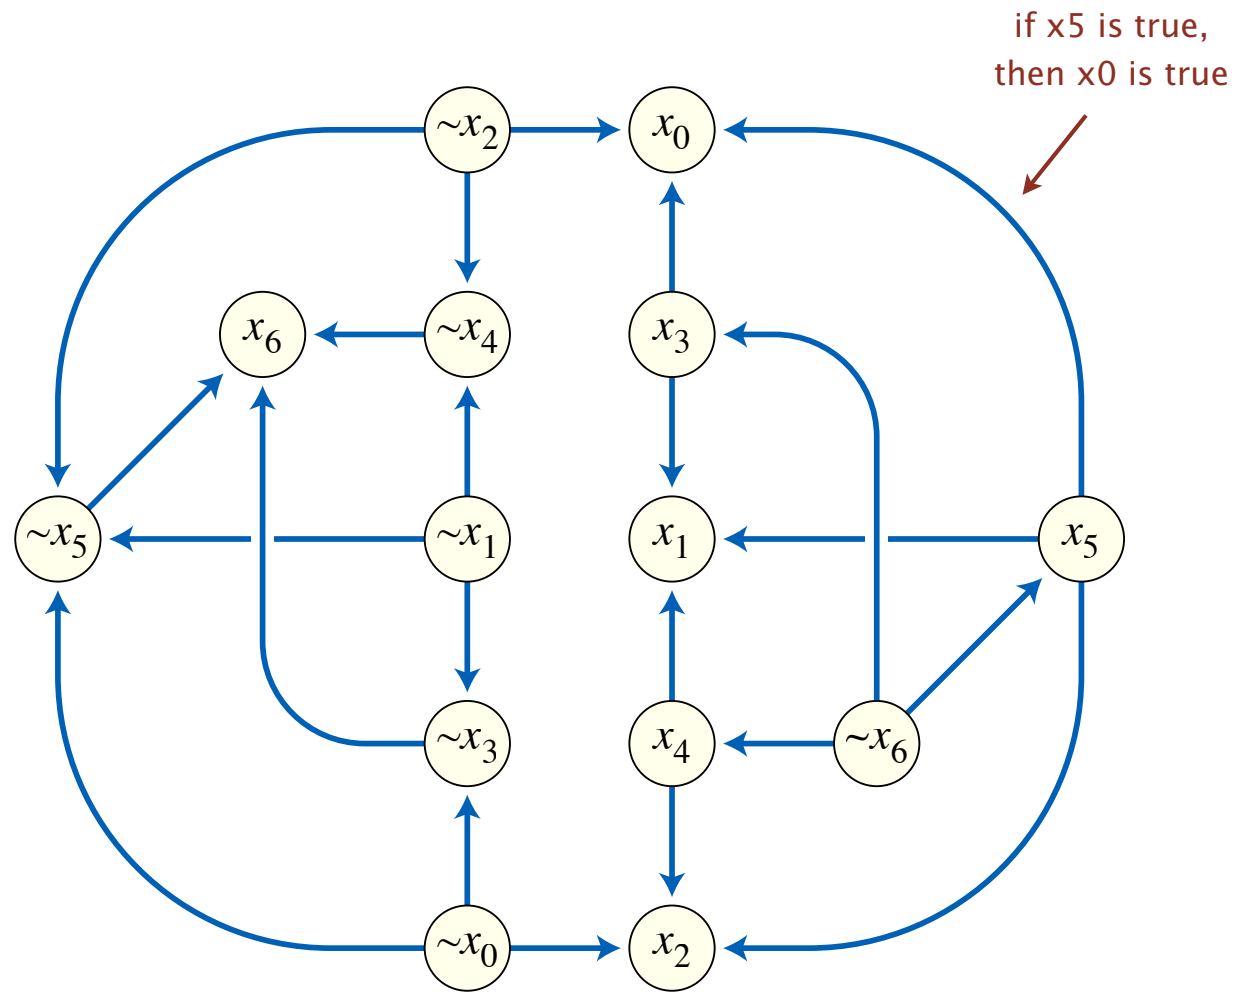 if x5 is true,
then x0 is true
~x2
x0
x6
~x4
x3
~x5
~x1
x1
x5
~x3
x4
~x6
~x0
x2